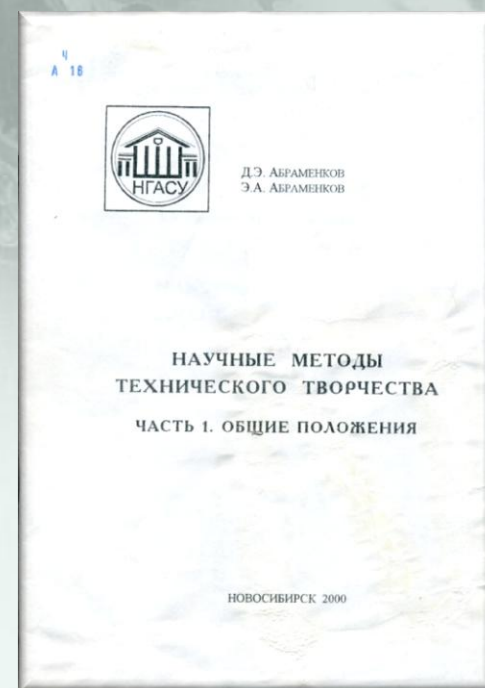 Ч
А 16
НГАСУ
Д.Э. АБРАМЕНКОВ
Э.А. АБРАМЕНКОВ
НАУЧНЫЕ МЕТОДЫ
ТЕХНИЧЕСКОГО ТВОРЧЕСТВА
ЧАСТЬ 1. ОБЩИЕ ПОЛОЖЕНИЯ
НОВОСИБИРСК 2000